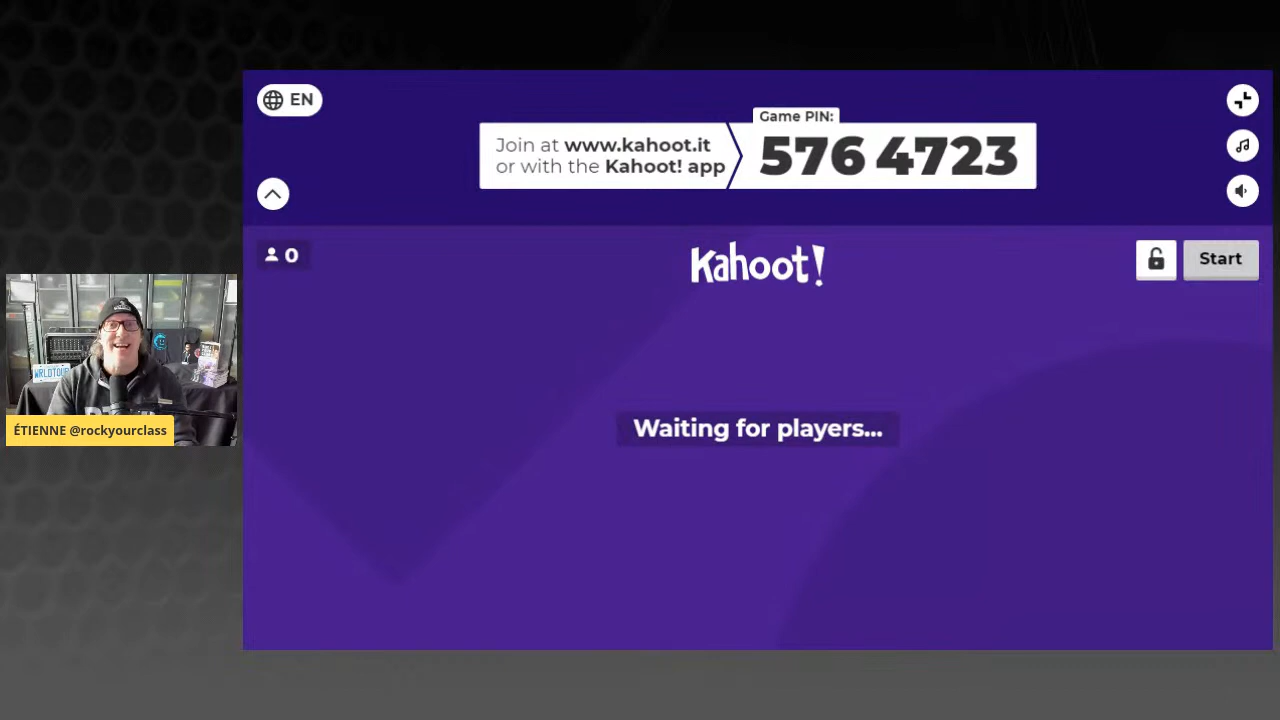 EN
Game PIN:
Join at www.kahoot.it
or with the Kahoot! app
576 4723
0
Kahoot!
Start
WRLDTOUR
ÉTIENNE @rockyourclass
Waiting for players...